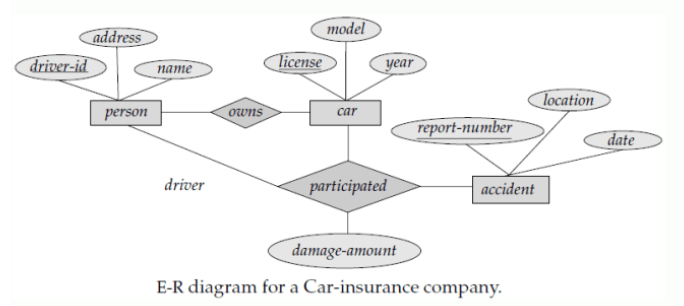 address
model
driver-id
name
license
year
person
owns
car
location
report-number
date
driver
participated
accident
damage-amount
E-R diagram for a Car-insurance company.